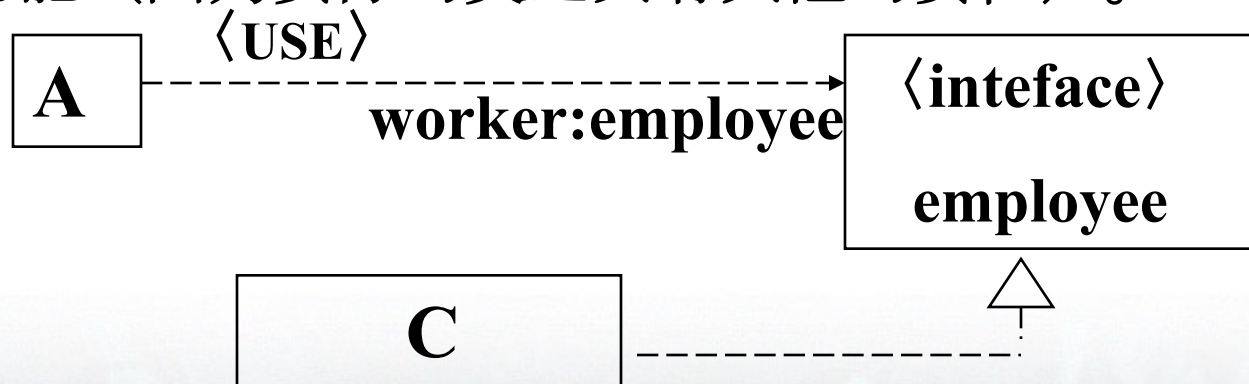 〈USE〉
A
〈inteface〉
worker:employee
employee
C